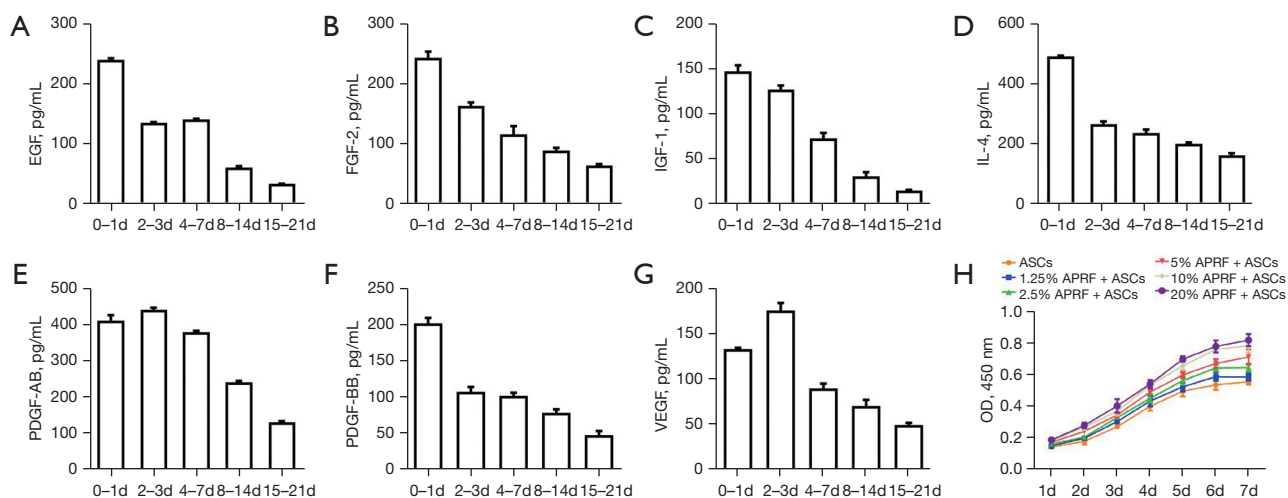 A
EGF, pg/mL
300
200
100
0
0–1d 2–3d 4–7d 8–14d 15–21d
B
FGF-2, pg/mL
300
200
100
0
0–1d 2–3d 4–7d 8–14d 15–21d
C
IGF-1, pg/mL
200
150
100
50
0
0–1d 2–3d 4–7d 8–14d 15–21d
D
IL-4, pg/mL
600
400
200
0
0–1d 2–3d 4–7d 8–14d 15–21d
E
PDGF-AB, pg/mL
500
400
300
200
100
0
0–1d 2–3d 4–7d 8–14d 15–21d
F
PDGF-BB, pg/mL
250
200
150
100
50
0
0–1d 2–3d 4–7d 8–14d 15–21d
G
VEGF, pg/mL
200
150
100
50
0
0–1d 2–3d 4–7d 8–14d 15–21d
H
ASCs
1.25% APRF + ASCs
2.5% APRF + ASCs
5% APRF + ASCs
10% APRF + ASCs
20% APRF + ASCs
OD, 450 nm
1.0
0.8
0.6
0.4
0.2
0.0
1d 2d 3d 4d 5d 6d 7d